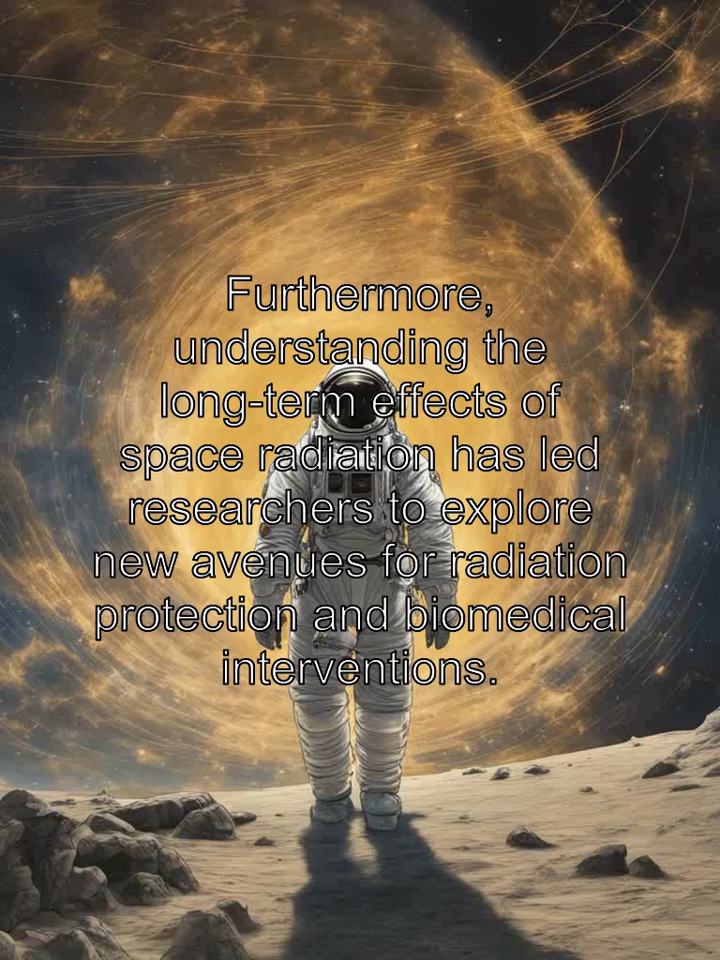 Furthermore,
understanding the
long-term effects of
space radiation has led
researchers to explore
new avenues for radiation
protection and biomedical
interventions.